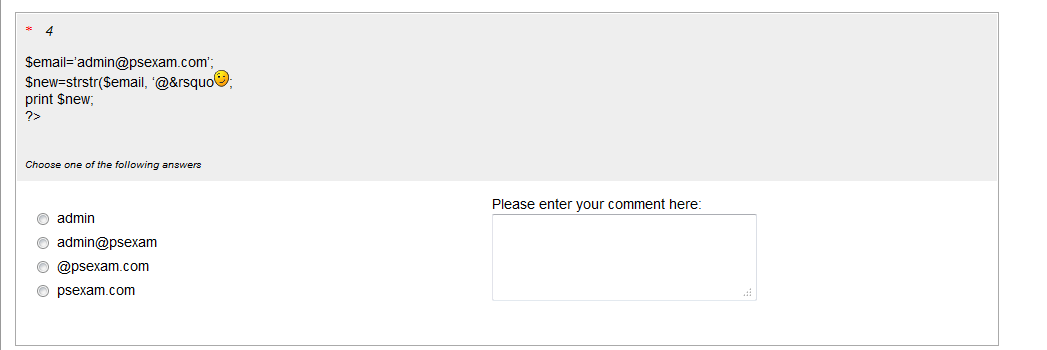 * 4
$email='admin@psexam.com';
$new=strstr($email, ‘@&rsquo😉;
print $new;
?>
Choose one of the following answers
admin
admin@psexam
@psexam.com
psexam.com
Please enter your comment here: